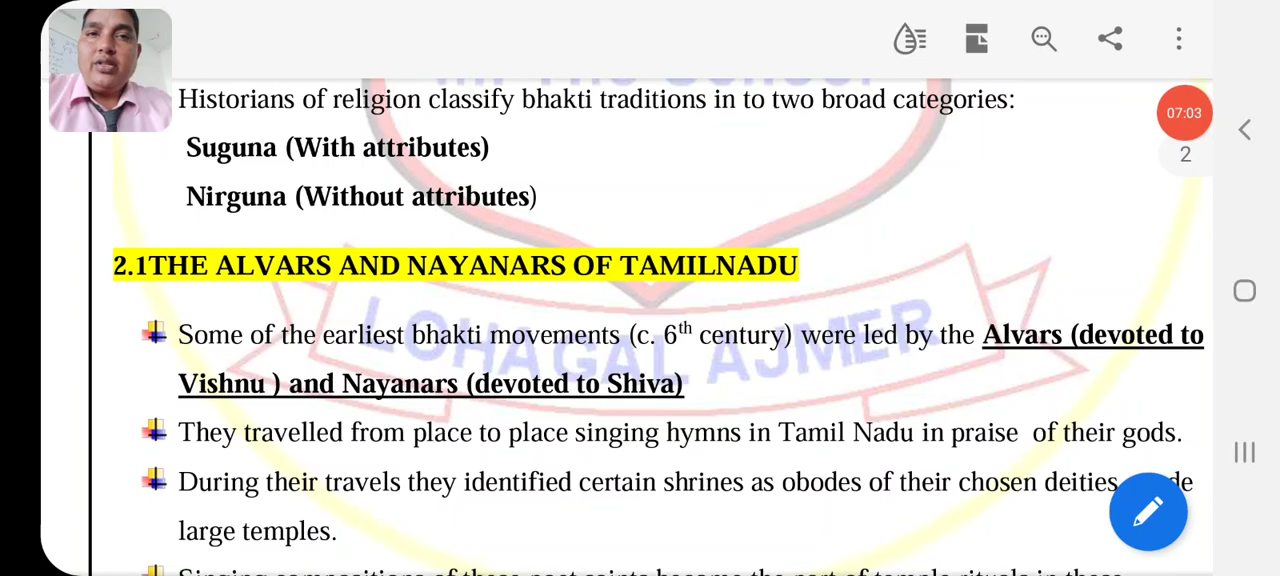 Historians of religion classify bhakti traditions in to two broad categories:
Suguna (With attributes)
Nirguna (Without attributes)
2.1THE ALVARS AND NAYANARS OF TAMILNADU
Some of the earliest bhakti movements (c. 6th century) were led by the Alvars (devoted to
Vishnu ) and Nayanars (devoted to Shiva)
They travelled from place to place singing hymns in Tamil Nadu in praise of their gods.
During their travels they identified certain shrines as obodes of their chosen deities
large temples.
LOHAGAL AJMER
07:03
2